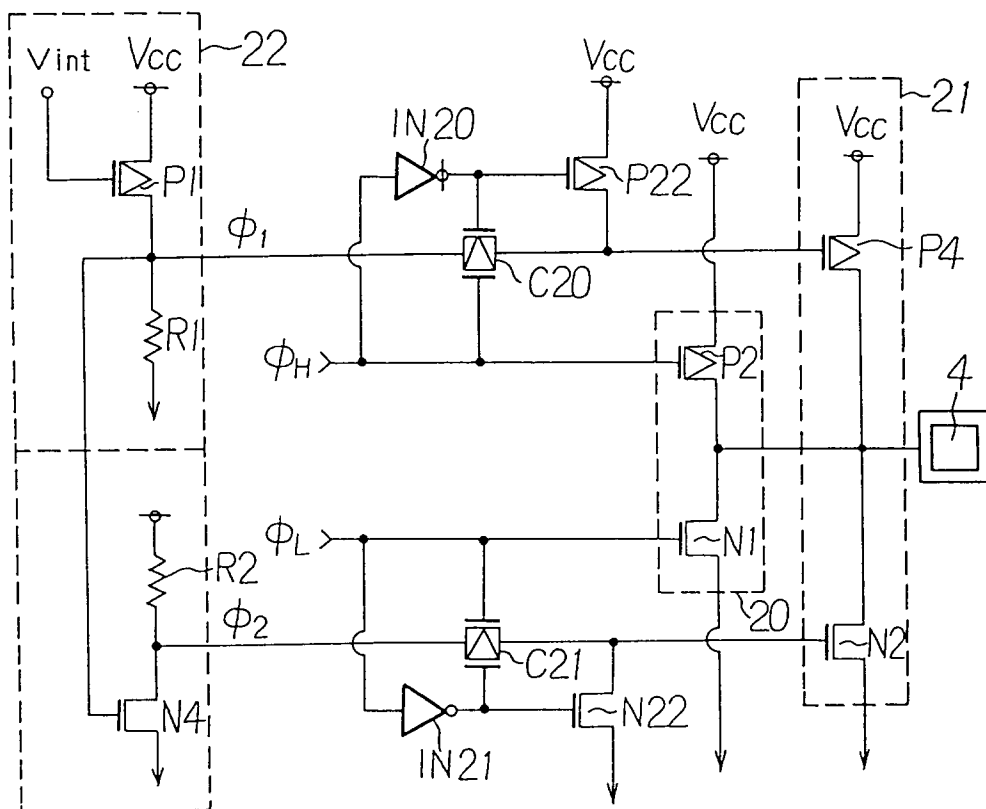 22
21
Vint
Vcc
Vcc
Vcc
Vcc
IN20
P1
P22
P4
ϕ1
C20
R1
ϕH
P2
4
ϕL
N1
R2
20
ϕ2
C21
N2
N4
N22
IN21